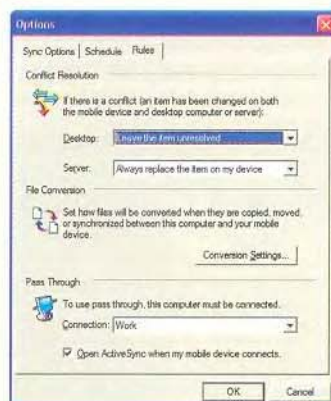 Options
Sync Options Schedule Rules
Conflict Resolution
If there is a conflict (an item has been changed on both
the mobile device and desktop computer or server):
Desktop: Leave the item unresolved
Server: Always replace the item on my device
File Conversion
Set how files will be converted when they are copied, moved,
or synchronized between this computer and your mobile
device.
Conversion Settings...
Pass Through
To use pass through, this computer must be connected.
Connection: Work
Open ActiveSync when my mobile device connects.
OK Cancel